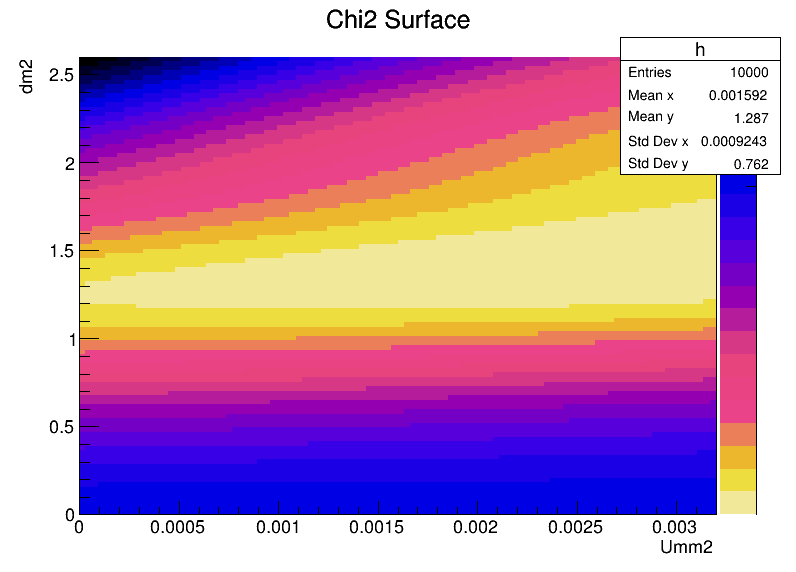 Chi2 Surface
dm2
h
Entries 10000
Mean x 0.001592
Mean y 1.287
Std Dev x 0.0009243
Std Dev y 0.762
2.5
2
1.5
1
0.5
0
0 0.0005 0.001 0.0015 0.002 0.0025 0.003
Umm2